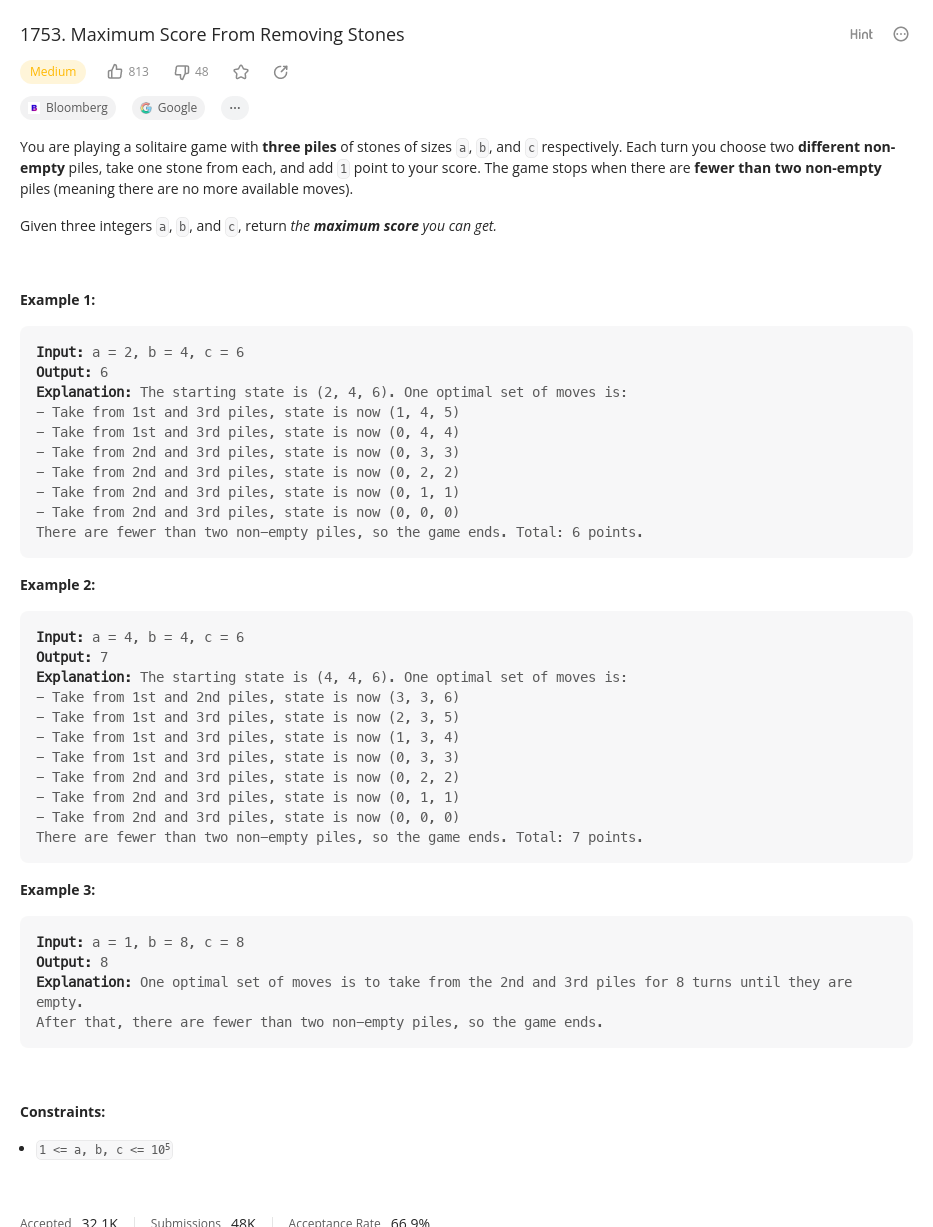 1753. Maximum Score From Removing Stones
Hint
Medium
813
48
Bloomberg
Google
You are playing a solitaire game with three piles of stones of sizes a, b, and c respectively. Each turn you choose two different non-
empty piles, take one stone from each, and add 1 point to your score. The game stops when there are fewer than two non-empty
piles (meaning there are no more available moves).
Given three integers a, b, and c, return the maximum score you can get.
Example 1:
Input: a = 2, b = 4, c = 6
Output: 6
Explanation: The starting state is (2, 4, 6). One optimal set of moves is:
- Take from 1st and 3rd piles, state is now (1, 4, 5)
- Take from 1st and 3rd piles, state is now (0, 4, 4)
- Take from 2nd and 3rd piles, state is now (0, 3, 3)
- Take from 2nd and 3rd piles, state is now (0, 2, 2)
- Take from 2nd and 3rd piles, state is now (0, 1, 1)
- Take from 2nd and 3rd piles, state is now (0, 0, 0)
There are fewer than two non-empty piles, so the game ends. Total: 6 points.
Example 2:
Input: a = 4, b = 4, c = 6
Output: 7
Explanation: The starting state is (4, 4, 6). One optimal set of moves is:
- Take from 1st and 2nd piles, state is now (3, 3, 6)
- Take from 1st and 3rd piles, state is now (2, 3, 5)
- Take from 1st and 3rd piles, state is now (1, 3, 4)
- Take from 1st and 3rd piles, state is now (0, 3, 3)
- Take from 2nd and 3rd piles, state is now (0, 2, 2)
- Take from 2nd and 3rd piles, state is now (0, 1, 1)
- Take from 2nd and 3rd piles, state is now (0, 0, 0)
There are fewer than two non-empty piles, so the game ends. Total: 7 points.
Example 3:
Input: a = 1, b = 8, c = 8
Output: 8
Explanation: One optimal set of moves is to take from the 2nd and 3rd piles for 8 turns until they are
empty.
After that, there are fewer than two non-empty piles, so the game ends.
Constraints:
• 1 <= a, b, c <= 10⁵
Accepted 32.1K Submissions 48K Acceptance Rate 66.9%